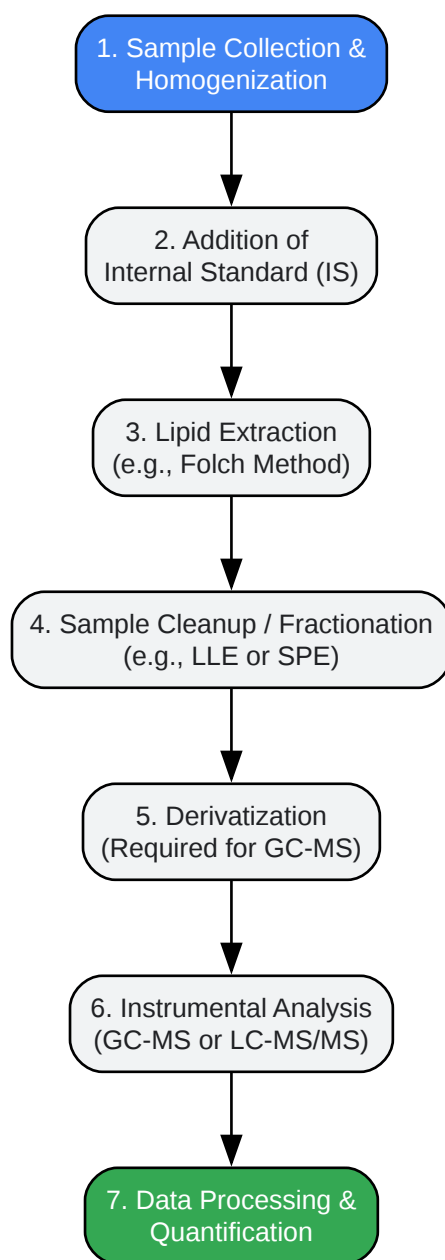 1. Sample Collection &
Homogenization
2. Addition of
Internal Standard (IS)
3. Lipid Extraction
(e.g., Folch Method)
4. Sample Cleanup / Fractionation
(e.g., LLE or SPE)
5. Derivatization
(Required for GC-MS)
6. Instrumental Analysis
(GC-MS or LC-MS/MS)
7. Data Processing &
Quantification